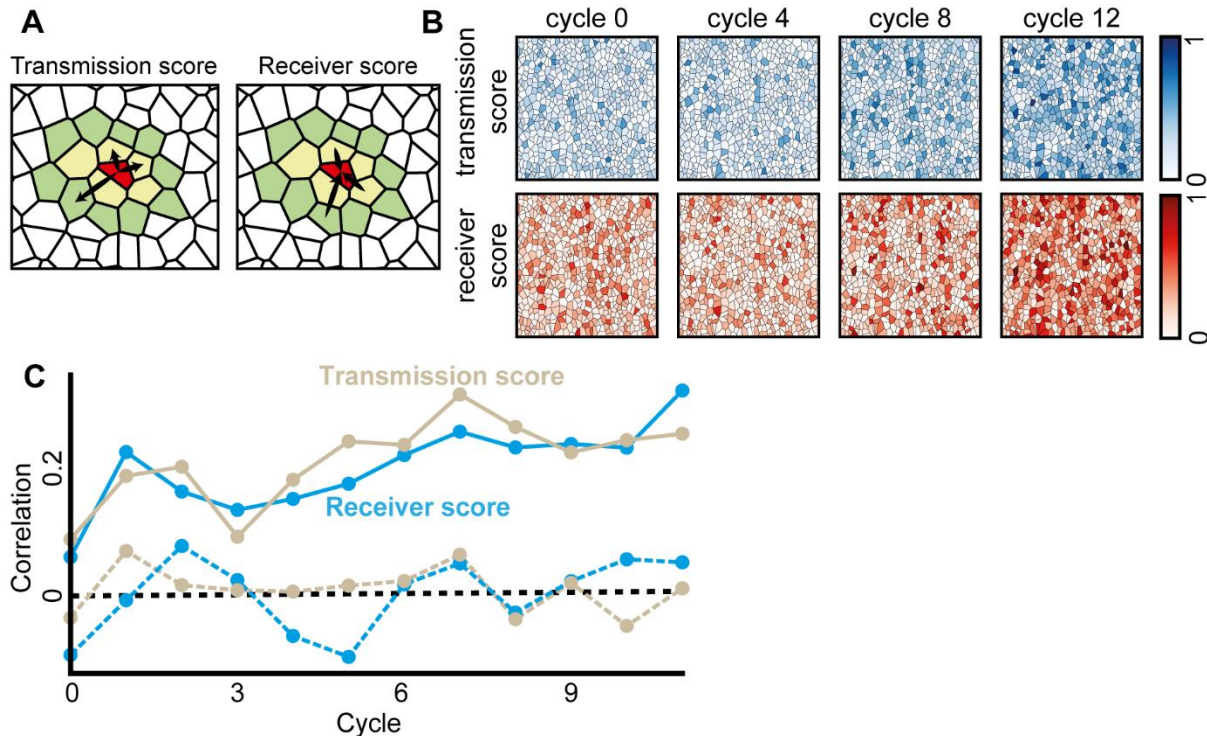 A
Transmission score
Receiver score
B
cycle 0
cycle 4
cycle 8
cycle 12
transmission
score
1
0
receiver
score
1
0
C
Transmission score
Receiver score
Correlation
0.2
0
0
3
6
9
Cycle